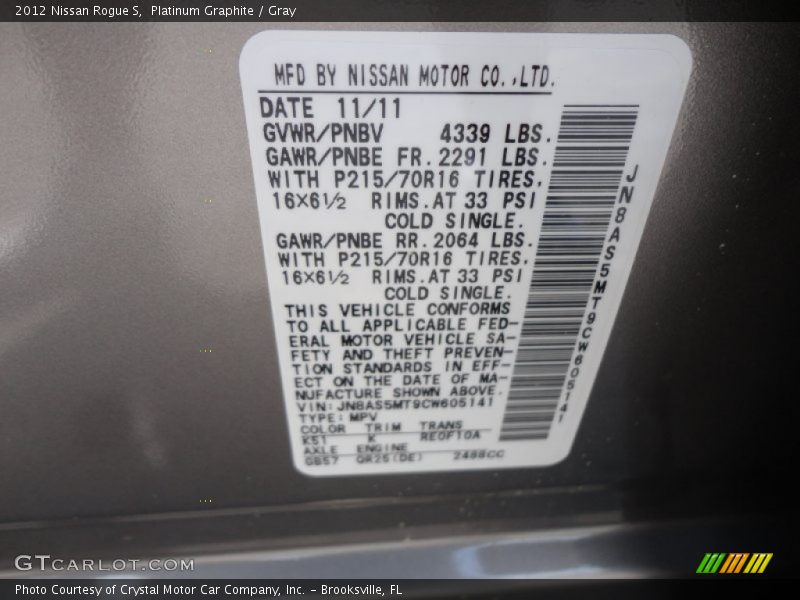 2012 Nissan Rogue S, Platinum Graphite / Gray
MFD BY NISSAN MOTOR CO.,LTD.
DATE 11/11
GVWR/PNBV 4339 LBS.
GAWR/PNBE FR. 2291 LBS.
WITH P215/70R16 TIRES.
16×6½ RIMS. AT 33 PSI
COLD SINGLE.
GAWR/PNBE RR. 2064 LBS.
WITH P215/70R16 TIRES.
16×6½ RIMS. AT 33 PSI
COLD SINGLE.
THIS VEHICLE CONFORMS
TO ALL APPLICABLE FED-
ERAL MOTOR VEHICLE SA-
FETY AND THEFT PREVEN-
TION STANDARDS IN EFF-
ECT ON THE DATE OF MA-
NUFACTURE SHOWN ABOVE.
VIN: JN8AS5MT9CW605141
TYPE: MPV
COLOR TRIM TRANS
K51 K RE0F10A
AXLE ENGINE
GB57 QR25(DE) 2488CC
JN8AS5MT9CW605141
GTCARLOT.COM
Photo Courtesy of Crystal Motor Car Company, Inc. – Brooksville, FL